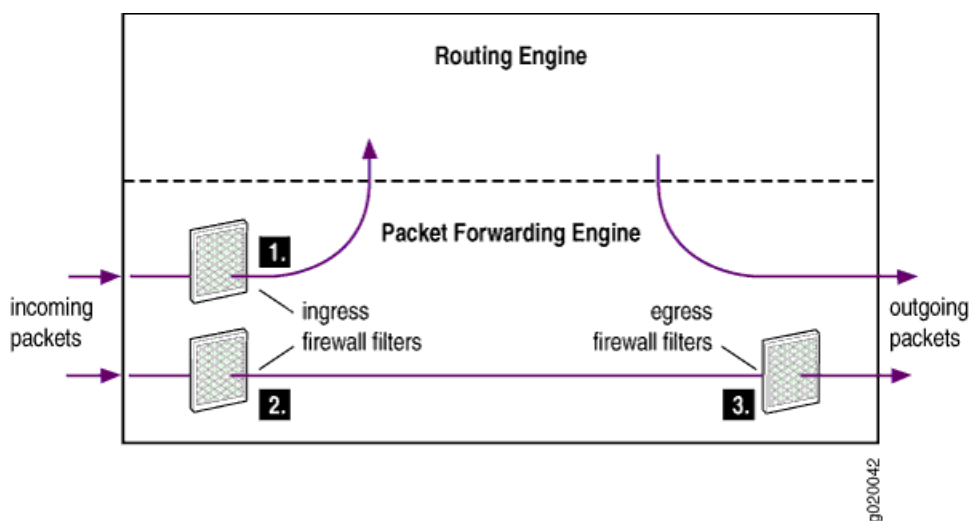 Routing Engine
Packet Forwarding Engine
1.
incoming
packets
ingress
firewall filters
egress
firewall filters
outgoing
packets
2.
3.
g020042